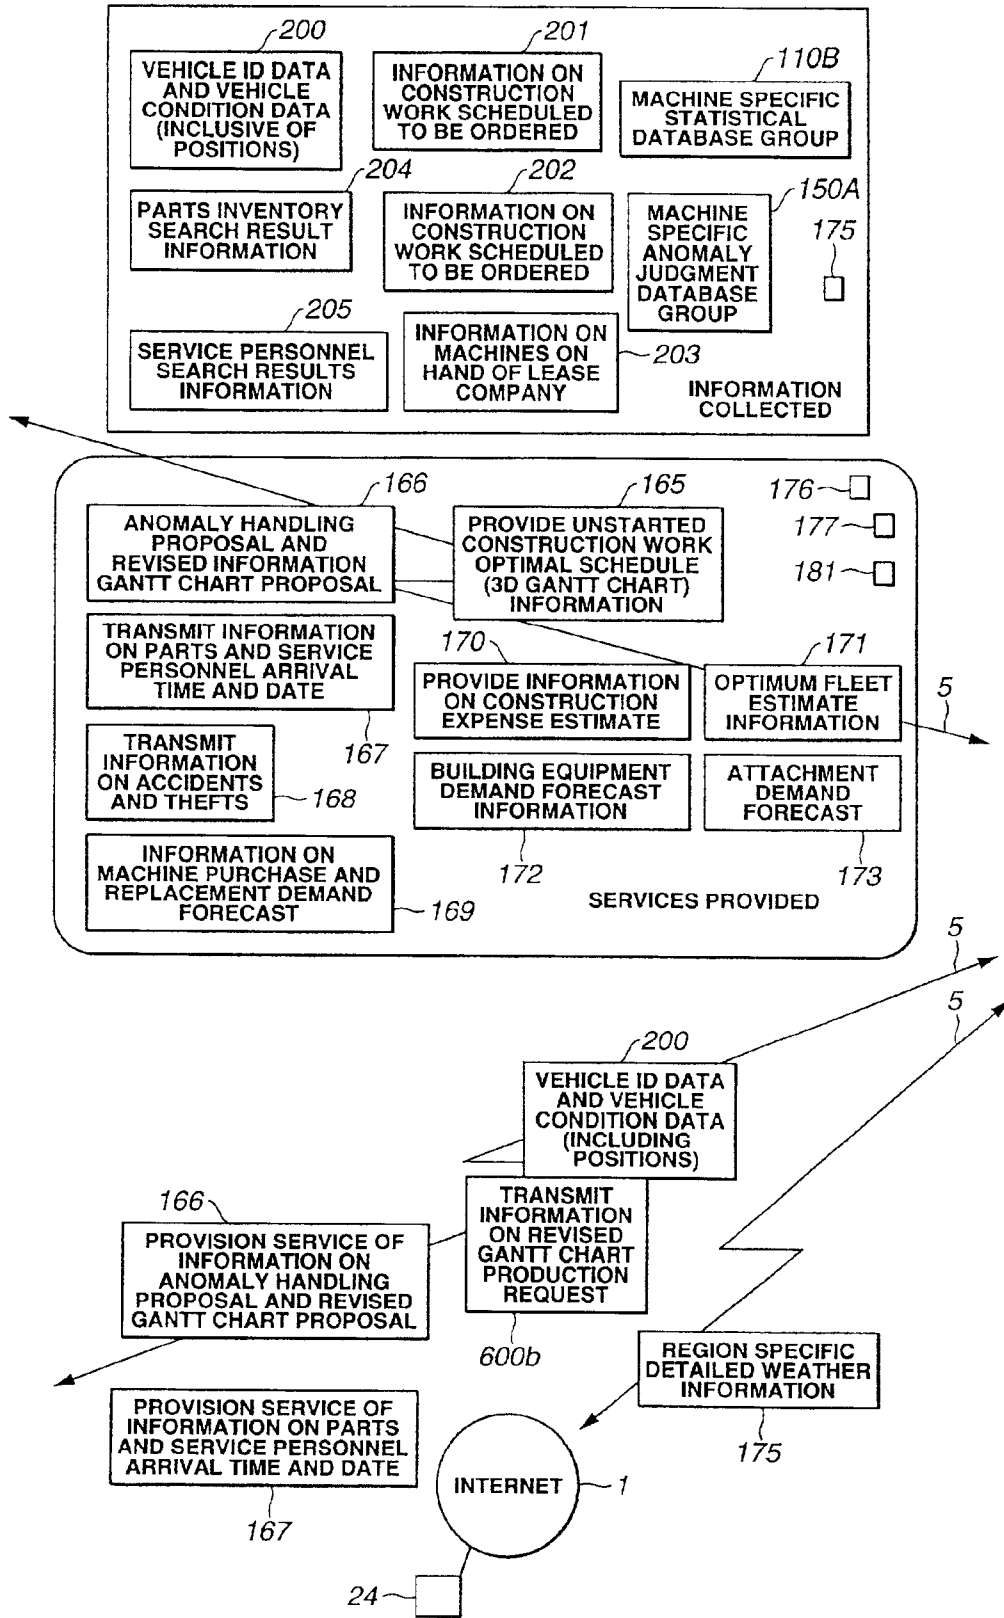 200
VEHICLE ID DATA
AND VEHICLE
CONDITION DATA
(INCLUSIVE OF
POSITIONS)
201
INFORMATION ON
CONSTRUCTION
WORK SCHEDULED
TO BE ORDERED
110B
MACHINE SPECIFIC
STATISTICAL
DATABASE GROUP
204
PARTS INVENTORY
SEARCH RESULT
INFORMATION
202
INFORMATION ON
CONSTRUCTION
WORK SCHEDULED
TO BE ORDERED
150A
MACHINE
SPECIFIC
ANOMALY
JUDGMENT
DATABASE
GROUP
175
205
SERVICE PERSONNEL
SEARCH RESULTS
INFORMATION
INFORMATION ON
MACHINES ON
HAND OF LEASE
COMPANY
203
INFORMATION
COLLECTED
166
ANOMALY HANDLING
PROPOSAL AND
REVISED INFORMATION
GANTT CHART PROPOSAL
165
PROVIDE UNSTARTED
CONSTRUCTION WORK
OPTIMAL SCHEDULE
(3D GANTT CHART)
INFORMATION
176
177
181
TRANSMIT INFORMATION
ON PARTS AND SERVICE
PERSONNEL ARRIVAL
TIME AND DATE
167
170
PROVIDE INFORMATION
ON CONSTRUCTION
EXPENSE ESTIMATE
171
OPTIMUM FLEET
ESTIMATE
INFORMATION
5
TRANSMIT
INFORMATION
ON ACCIDENTS
AND THEFTS
168
BUILDING EQUIPMENT
DEMAND FORECAST
INFORMATION
172
ATTACHMENT
DEMAND
FORECAST
173
INFORMATION ON
MACHINE PURCHASE AND
REPLACEMENT DEMAND
FORECAST
169
SERVICES PROVIDED
5
5
200
VEHICLE ID DATA
AND VEHICLE
CONDITION DATA
(INCLUDING
POSITIONS)
TRANSMIT
INFORMATION
ON REVISED
GANTT CHART
PRODUCTION
REQUEST
600b
166
PROVISION SERVICE OF
INFORMATION ON
ANOMALY HANDLING
PROPOSAL AND REVISED
GANTT CHART PROPOSAL
REGION SPECIFIC
DETAILED WEATHER
INFORMATION
175
PROVISION SERVICE OF
INFORMATION ON PARTS
AND SERVICE PERSONNEL
ARRIVAL TIME AND DATE
167
INTERNET
1
24